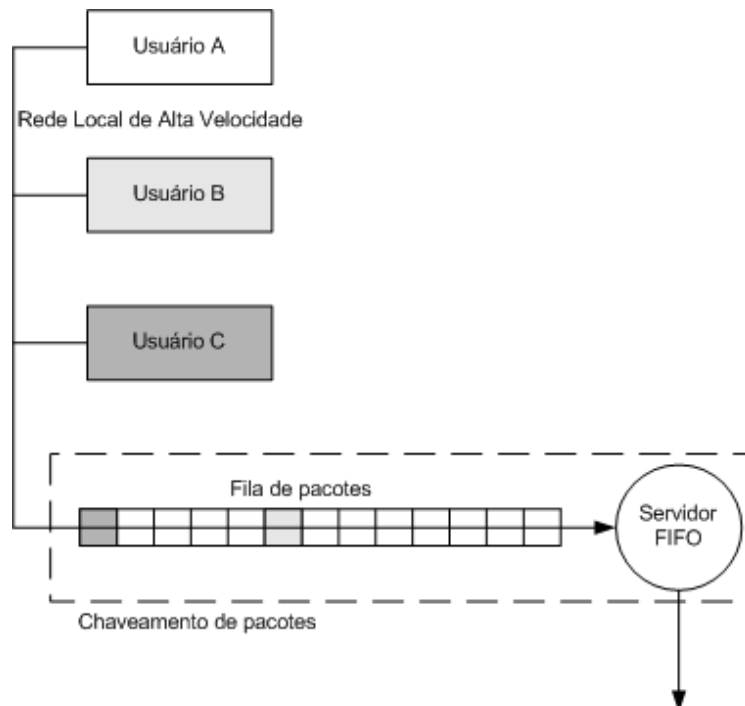 Usuário A
Rede Local de Alta Velocidade
Usuário B
Usuário C
Fila de pacotes
Servidor
FIFO
Chaveamento de pacotes